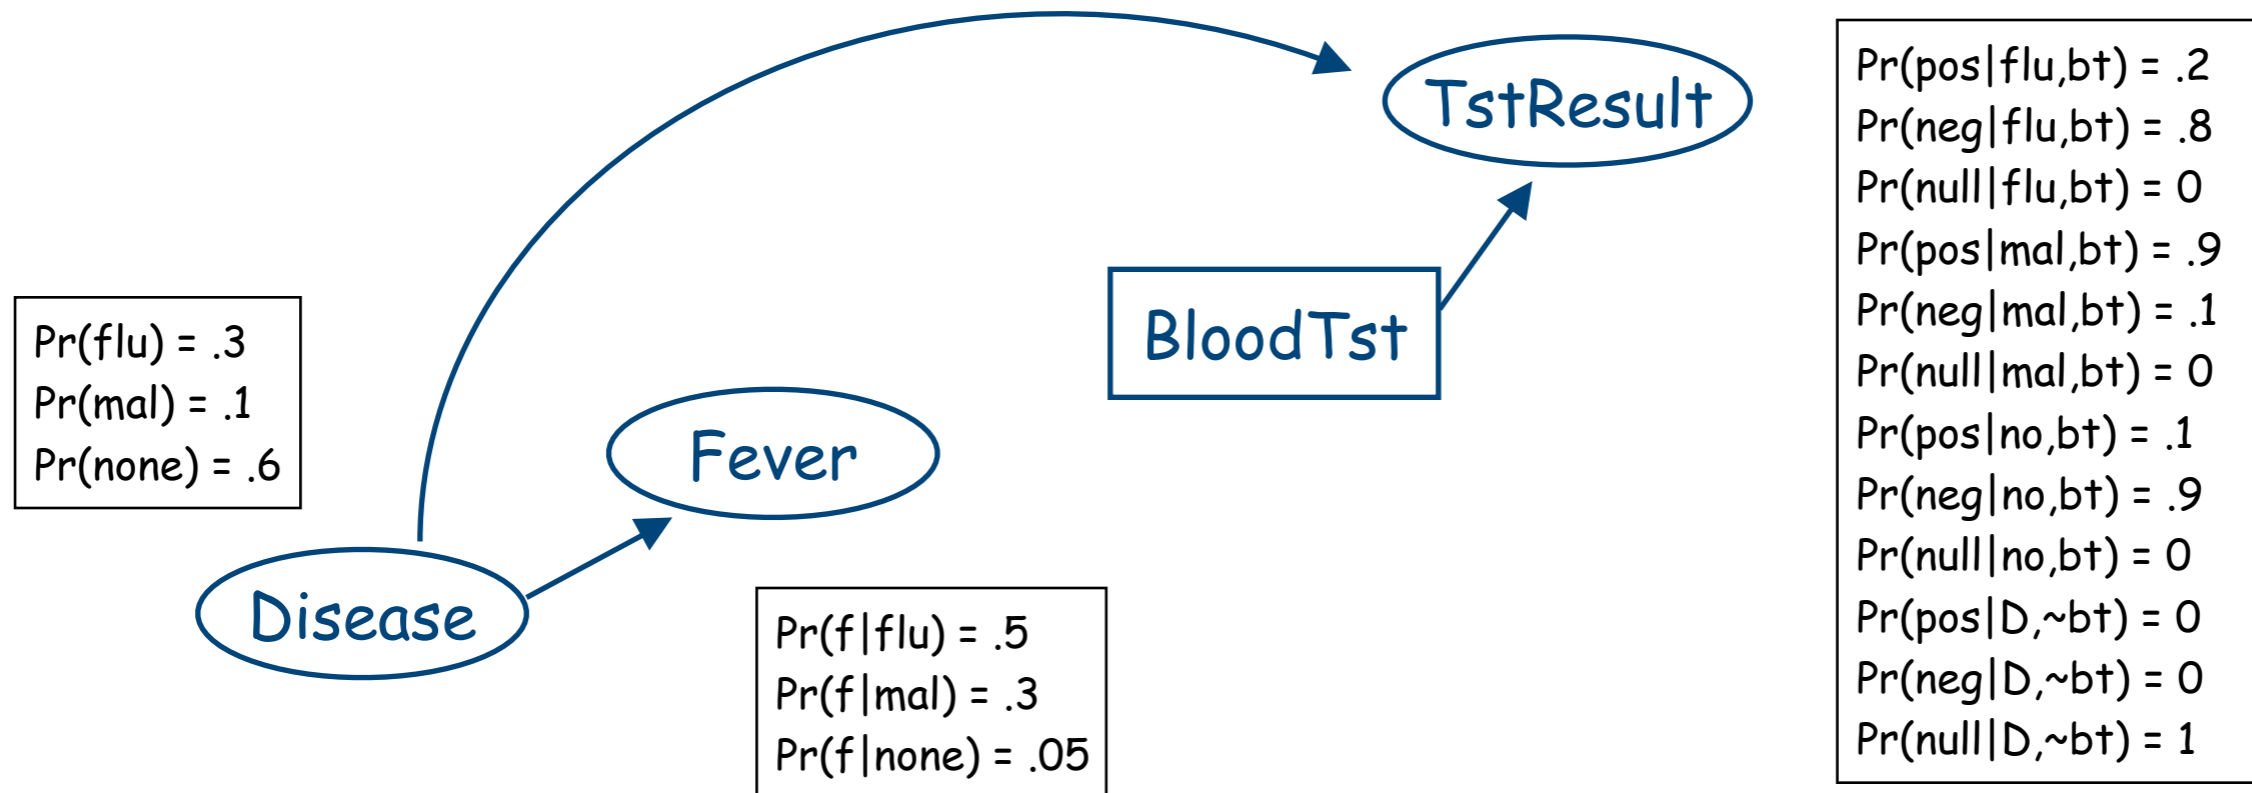 TstResult
BloodTst
Fever
Disease
Pr(flu) = .3
Pr(mal) = .1
Pr(none) = .6
Pr(f|flu) = .5
Pr(f|mal) = .3
Pr(f|none) = .05
Pr(pos|flu,bt) = .2
Pr(neg|flu,bt) = .8
Pr(null|flu,bt) = 0
Pr(pos|mal,bt) = .9
Pr(neg|mal,bt) = .1
Pr(null|mal,bt) = 0
Pr(pos|no,bt) = .1
Pr(neg|no,bt) = .9
Pr(null|no,bt) = 0
Pr(pos|D,~bt) = 0
Pr(neg|D,~bt) = 0
Pr(null|D,~bt) = 1